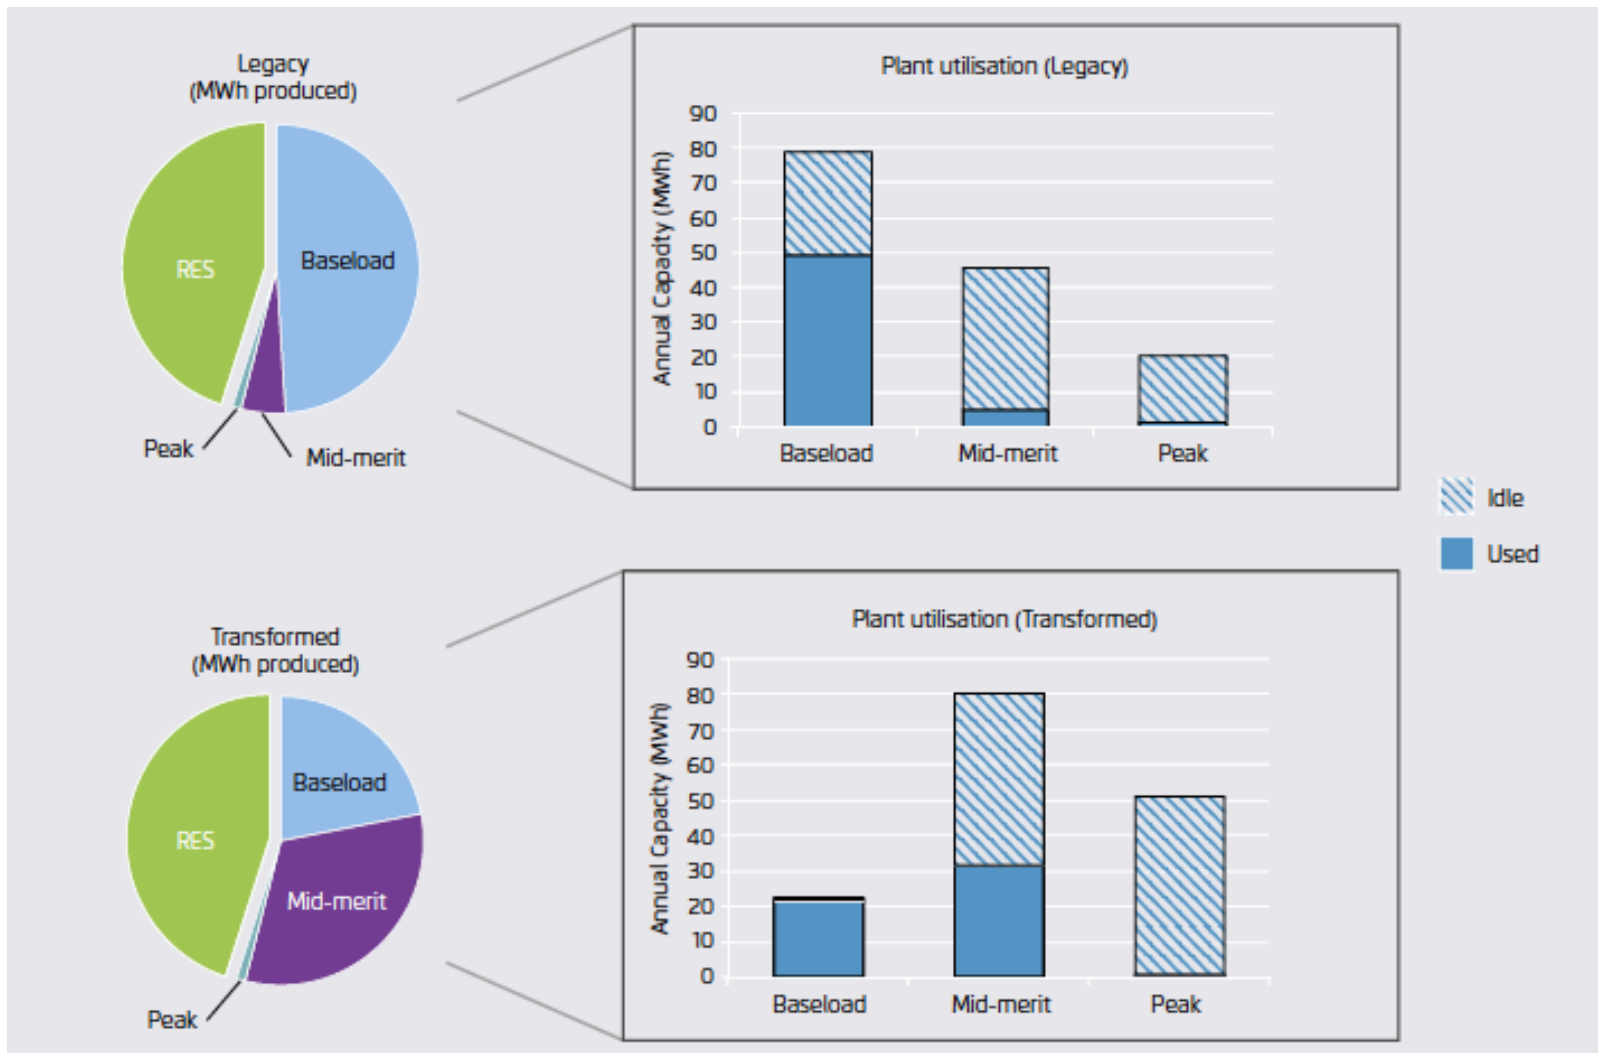 Legacy
(MWh produced)
RES
Baseload
Peak
Mid-merit
Plant utilisation (Legacy)
Annual Capacity (MWh)
90
80
70
60
50
40
30
20
10
0
Baseload
Mid-merit
Peak
Idle
Used
Transformed
(MWh produced)
RES
Baseload
Mid-merit
Peak
Plant utilisation (Transformed)
Annual Capacity (MWh)
90
80
70
60
50
40
30
20
10
0
Baseload
Mid-merit
Peak